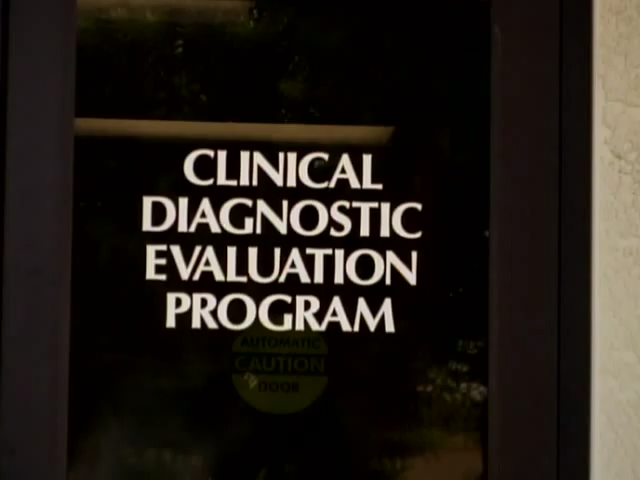 CLINICAL
DIAGNOSTIC
EVALUATION
PROGRAM
AUTOMATIC
CAUTION
DOOR